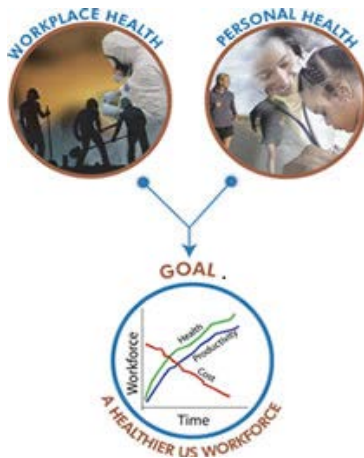 WORKPLACE HEALTH
PERSONAL HEALTH
GOAL.
Workforce
Health
Productivity
Cost
Time
A HEALTHIER US WORKFORCE